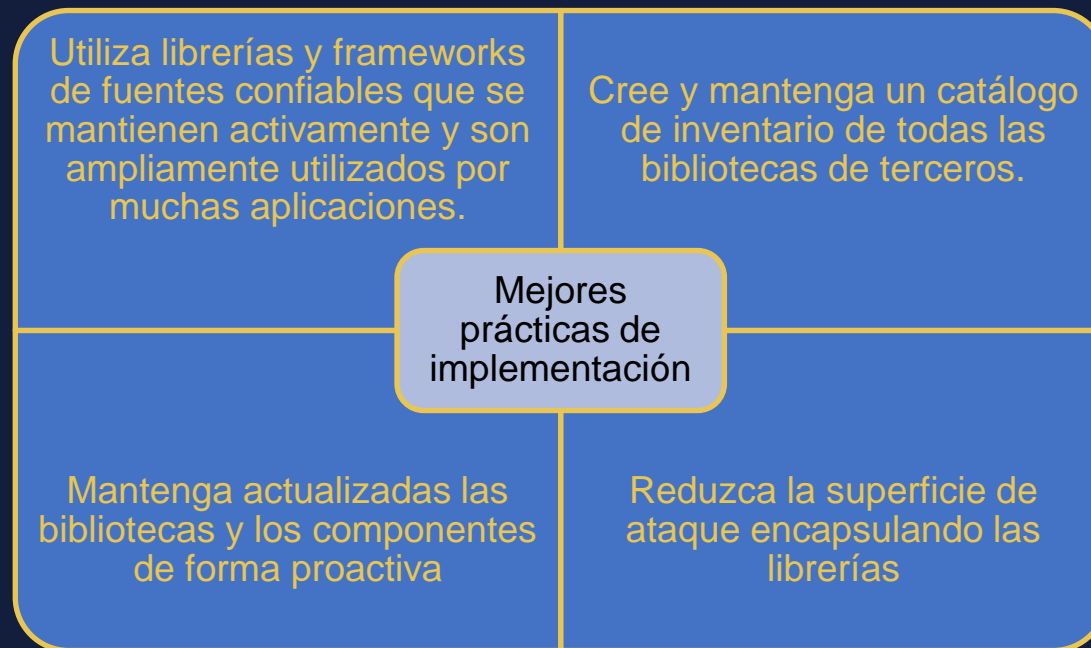 Utiliza librerías y frameworks
de fuentes confiables que se
mantienen activamente y son
ampliamente utilizados por
muchas aplicaciones.
Cree y mantenga un catálogo
de inventario de todas las
bibliotecas de terceros.
Mejores
prácticas de
implementación
Mantenga actualizadas las
bibliotecas y los componentes
de forma proactiva
Reduzca la superficie de
ataque encapsulando las
librerías